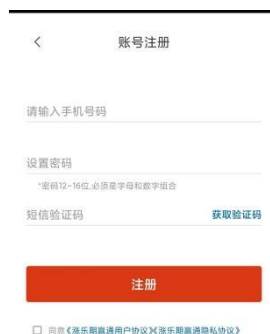 账号注册
请输入手机号码
设置密码
*密码12-16位,必须是字母和数字组合
短信验证码 获取验证码
注册
同意《涨乐期赢通用户协议》《涨乐期赢通隐私协议》